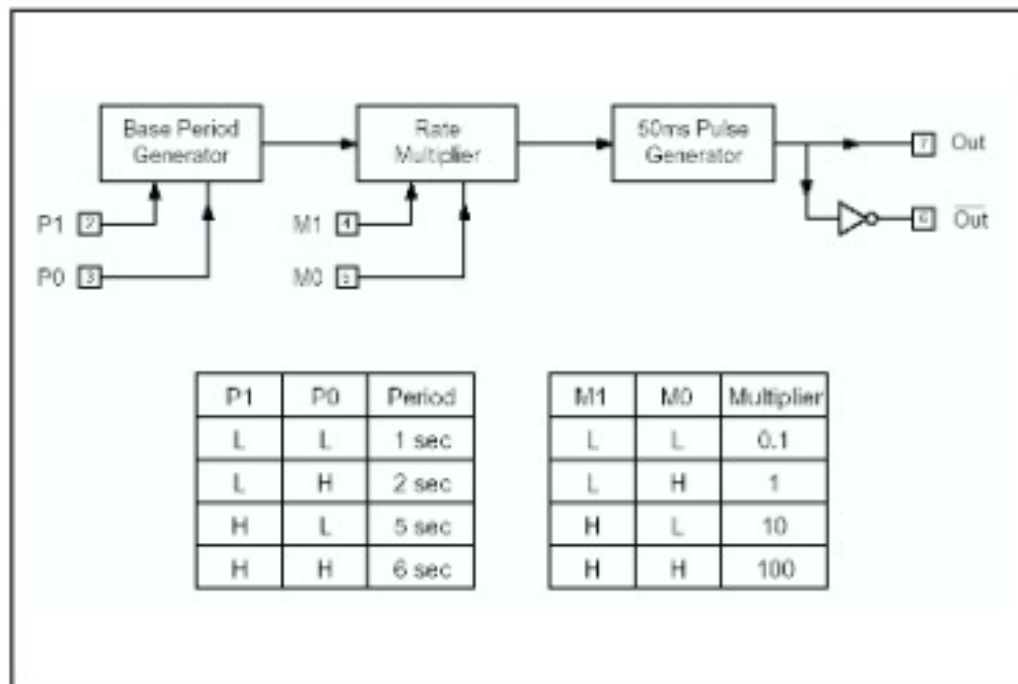 Base Period
Generator
Rate
Multiplier
50ms Pulse
Generator
7 Out
P1 2
M1 4
6 Out
P0 3
M0 5
P1 P0 Period
L L 1 sec
L H 2 sec
H L 5 sec
H H 6 sec
M1 M0 Multiplier
L L 0.1
L H 1
H L 10
H H 100